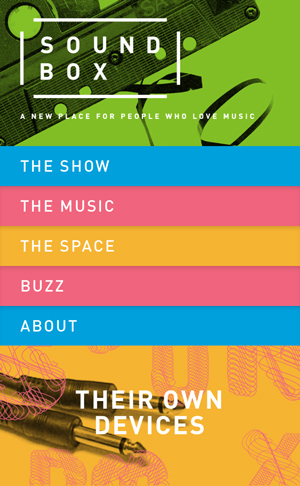 SOUND
BOX
A NEW PLACE FOR PEOPLE WHO LOVE MUSIC
THE SHOW
THE MUSIC
THE SPACE
BUZZ
ABOUT
THEIR OWN
DEVICES